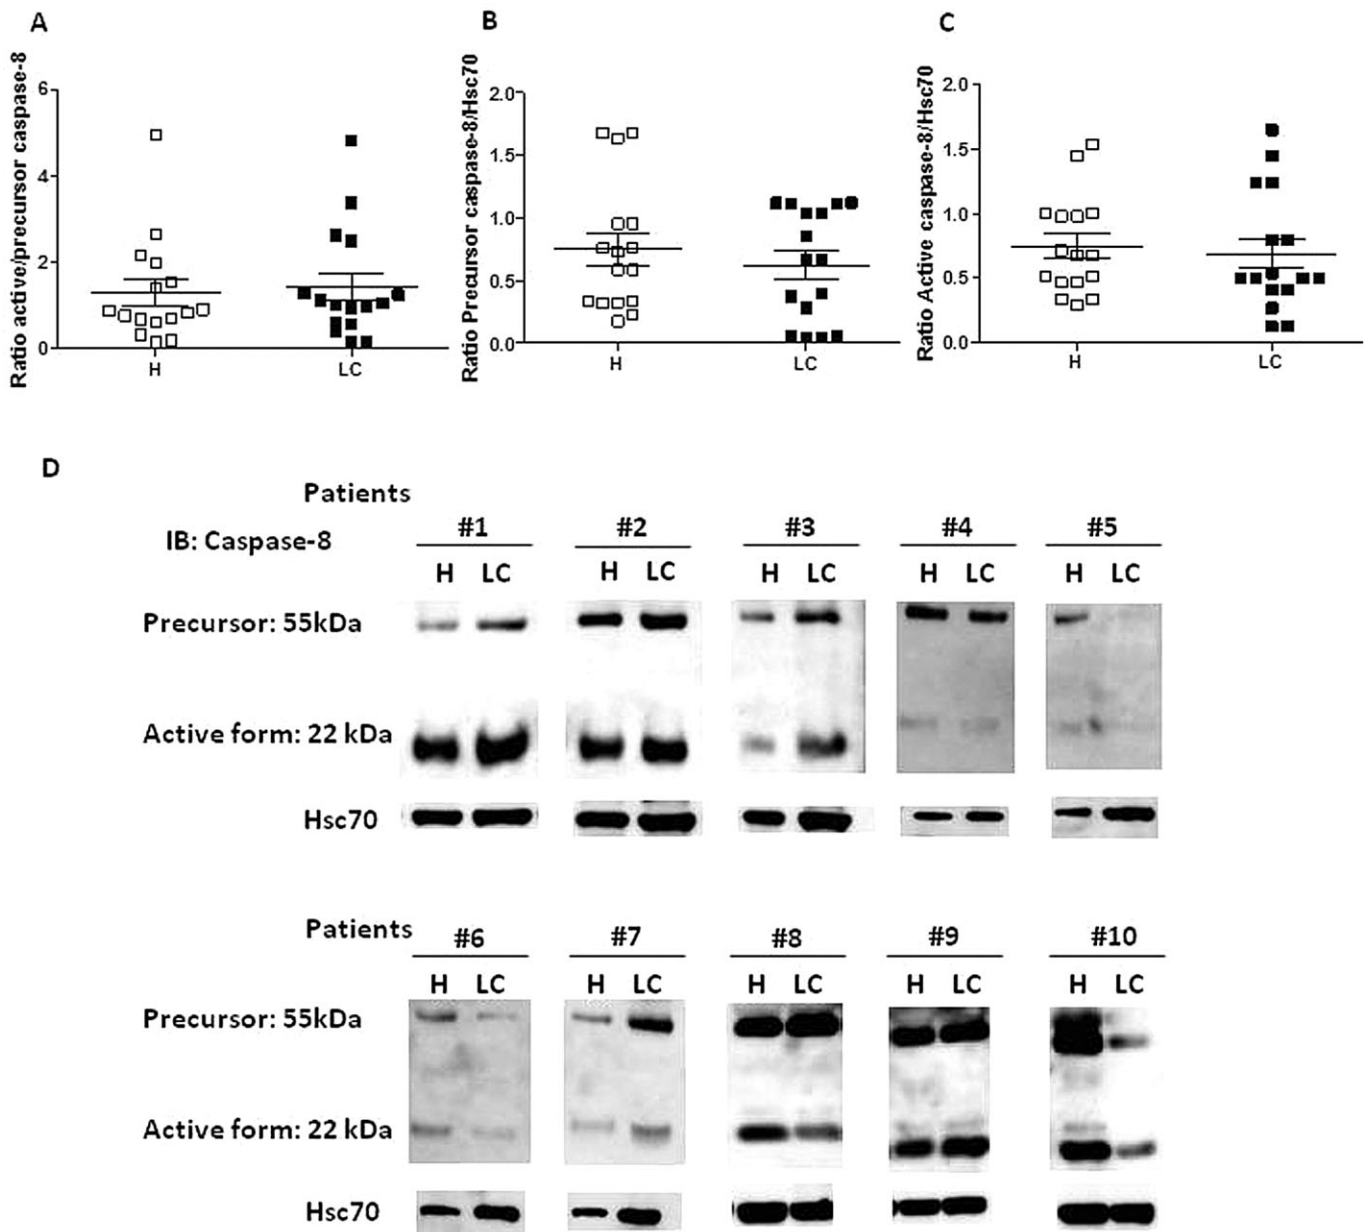 A
B
C
Ratio active/precursor caspase-8
6
4
2
0
H
LC
Ratio Precursor caspase-8/Hsc70
2.0
1.5
1.0
0.5
0.0
H
LC
Ratio Active caspase-8/Hsc70
2.0
1.5
1.0
0.5
0.0
H
LC
D
Patients
IB: Caspase-8
#1 #2 #3 #4 #5
H LC H LC H LC H LC H LC
Precursor: 55kDa
Active form: 22 kDa
Hsc70
Patients
#6 #7 #8 #9 #10
H LC H LC H LC H LC H LC
Precursor: 55kDa
Active form: 22 kDa
Hsc70